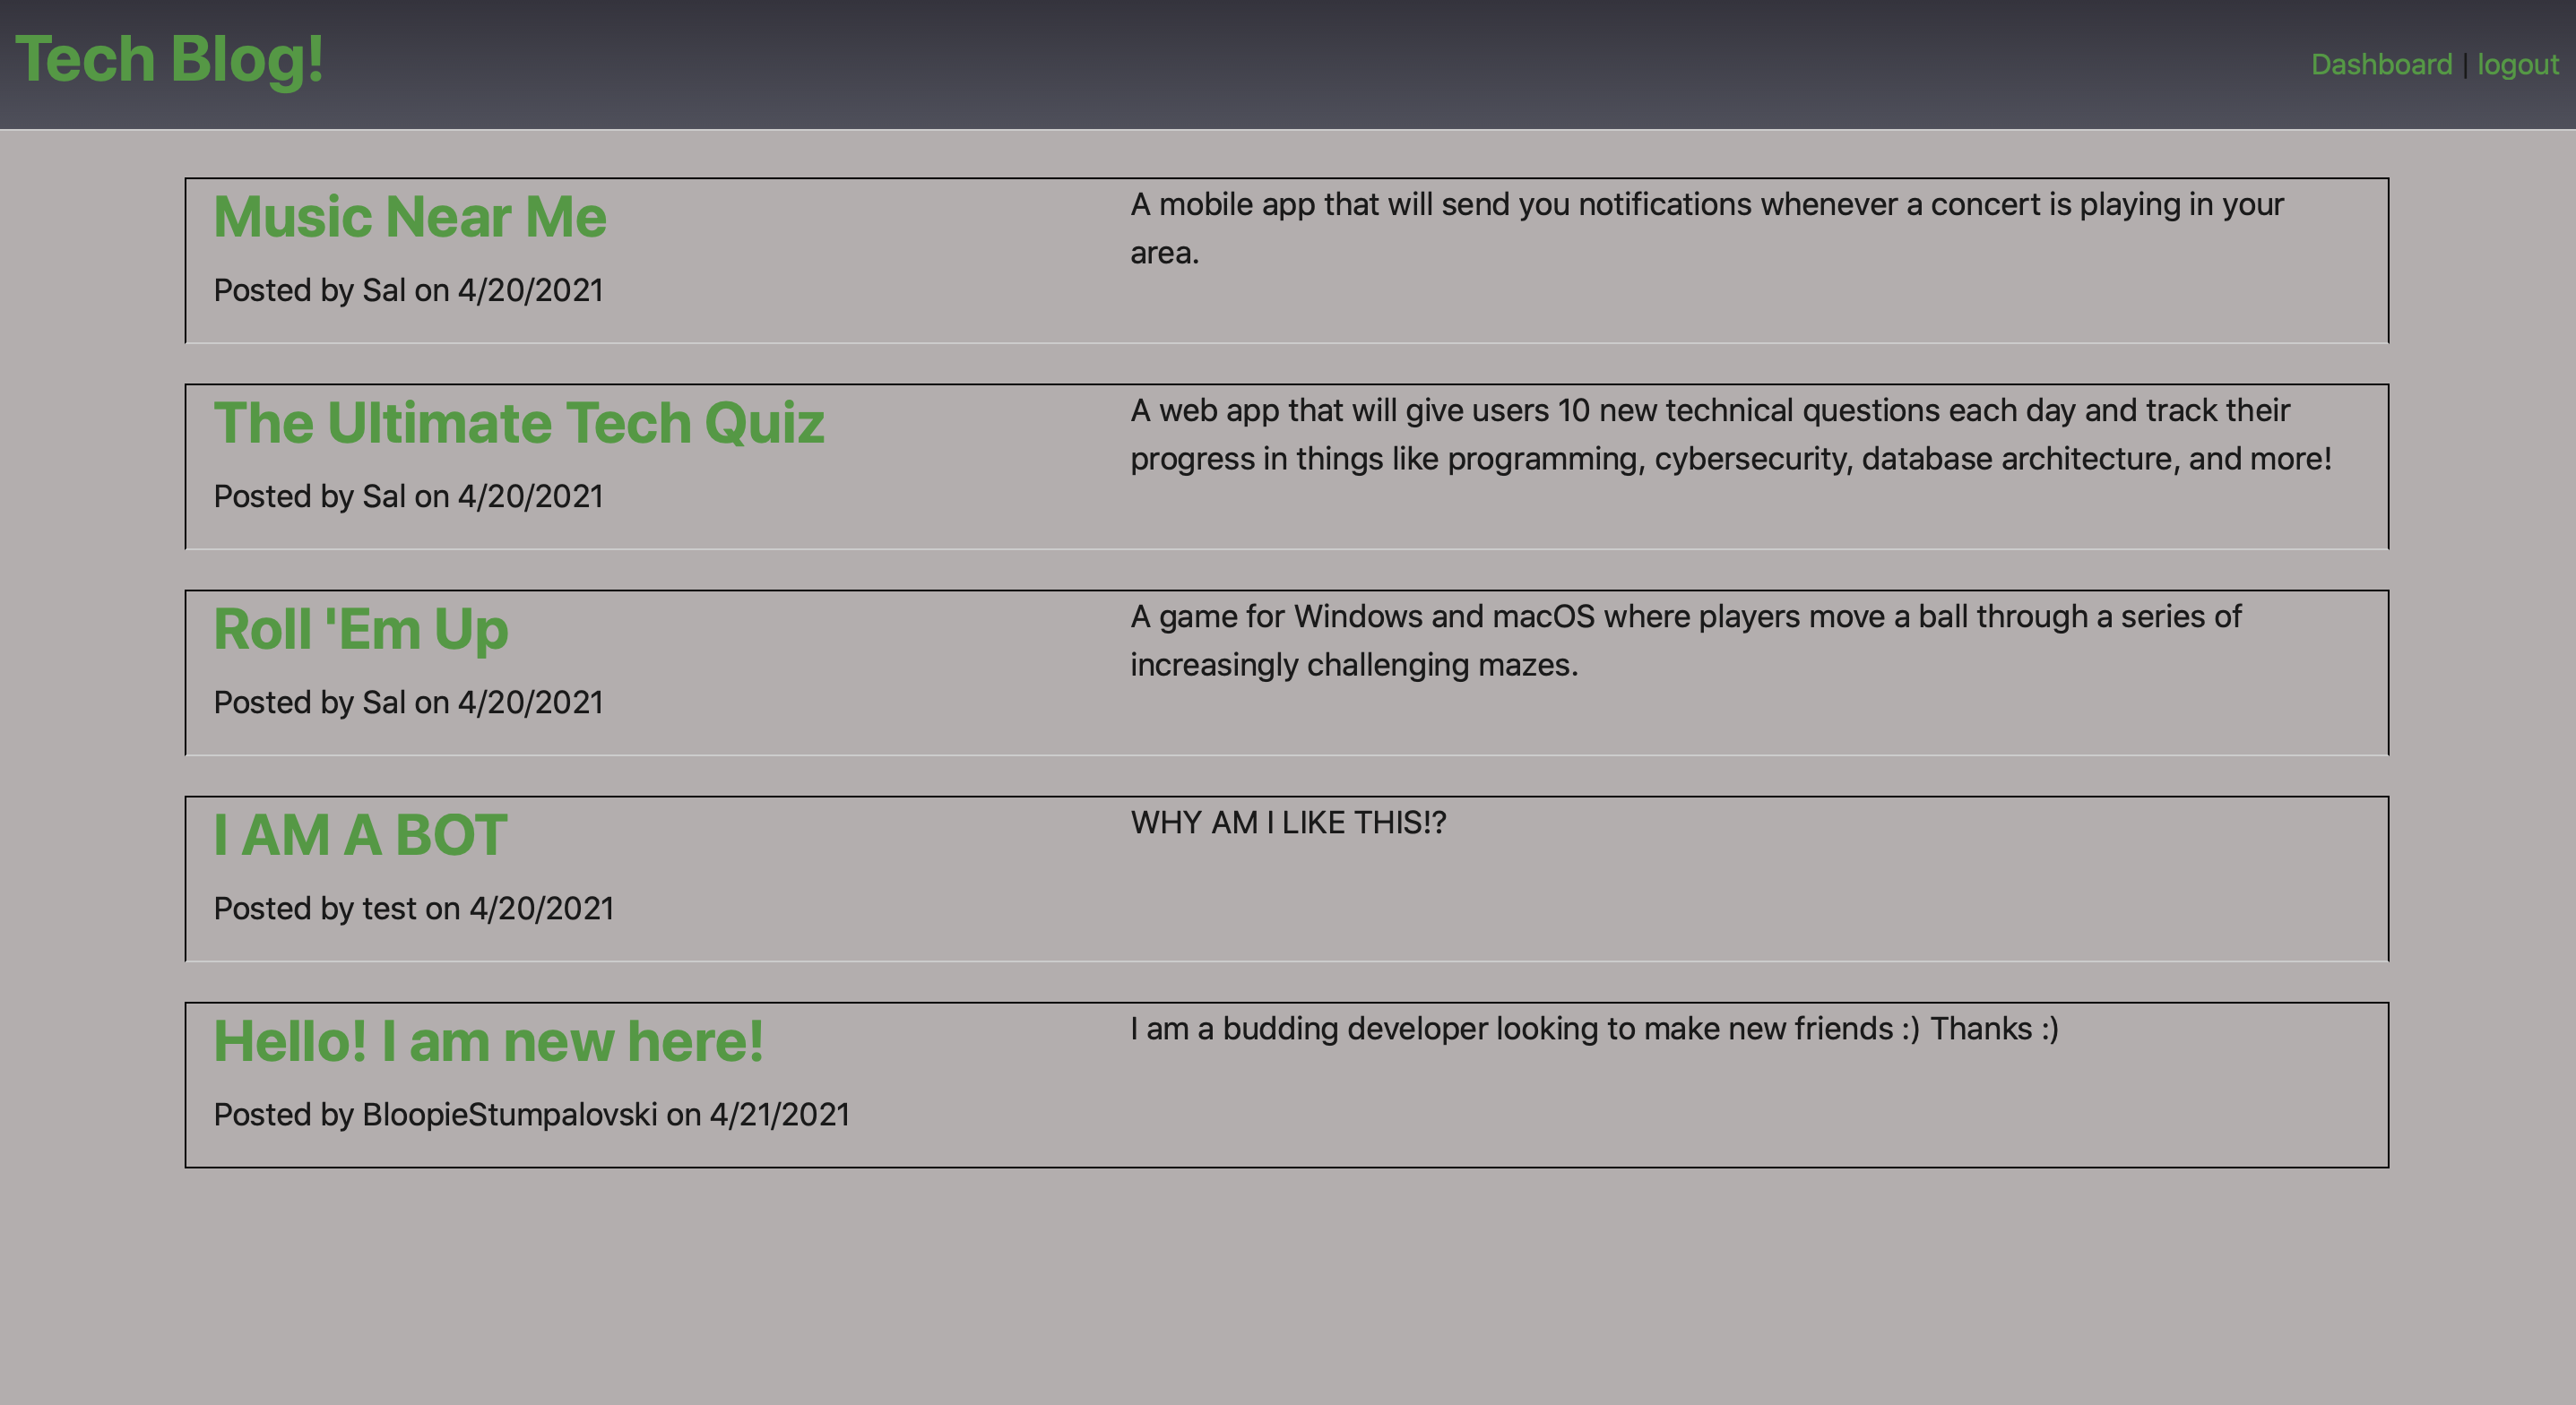 Tech Blog!
Dashboard | logout
Music Near Me
Posted by Sal on 4/20/2021
A mobile app that will send you notifications whenever a concert is playing in your
area.
The Ultimate Tech Quiz
Posted by Sal on 4/20/2021
A web app that will give users 10 new technical questions each day and track their
progress in things like programming, cybersecurity, database architecture, and more!
Roll 'Em Up
Posted by Sal on 4/20/2021
A game for Windows and macOS where players move a ball through a series of
increasingly challenging mazes.
I AM A BOT
Posted by test on 4/20/2021
WHY AM I LIKE THIS!?
Hello! I am new here!
Posted by BloopieStumpalovski on 4/21/2021
I am a budding developer looking to make new friends :) Thanks :)